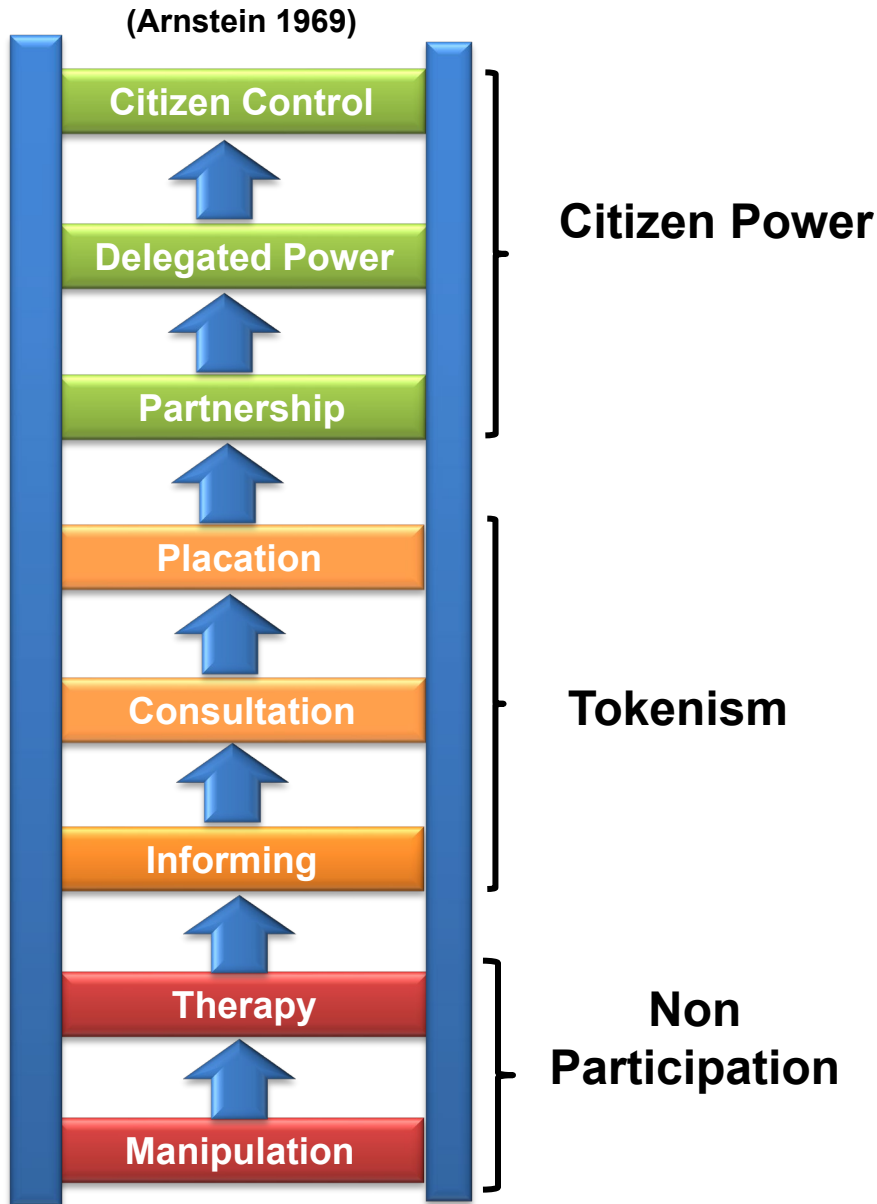 (Arnstein 1969)
Citizen Control
Delegated Power
Partnership
Citizen Power
Placation
Consultation
Informing
Tokenism
Therapy
Manipulation
Non
Participation